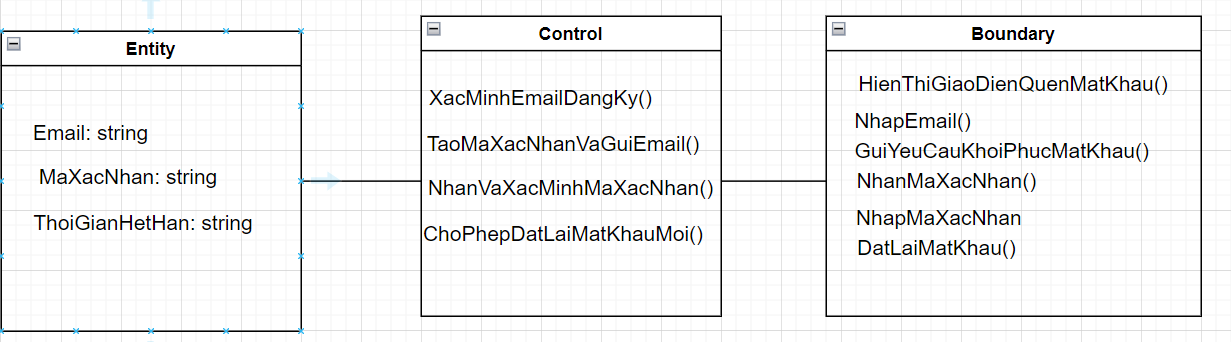 Entity
Email: string
MaXacNhan: string
ThoiGianHetHan: string
Control
XacMinhEmailDangKy()
TaoMaXacNhanVaGuiEmail()
NhanVaXacMinhMaXacNhan()
ChoPhepDatLaiMatKhauMoi()
Boundary
HienThiGiaoDienQuenMatKhau()
NhapEmail()
GuiYeuCauKhoiPhucMatKhau()
NhanMaXacNhan()
NhapMaXacNhan
DatLaiMatKhau()